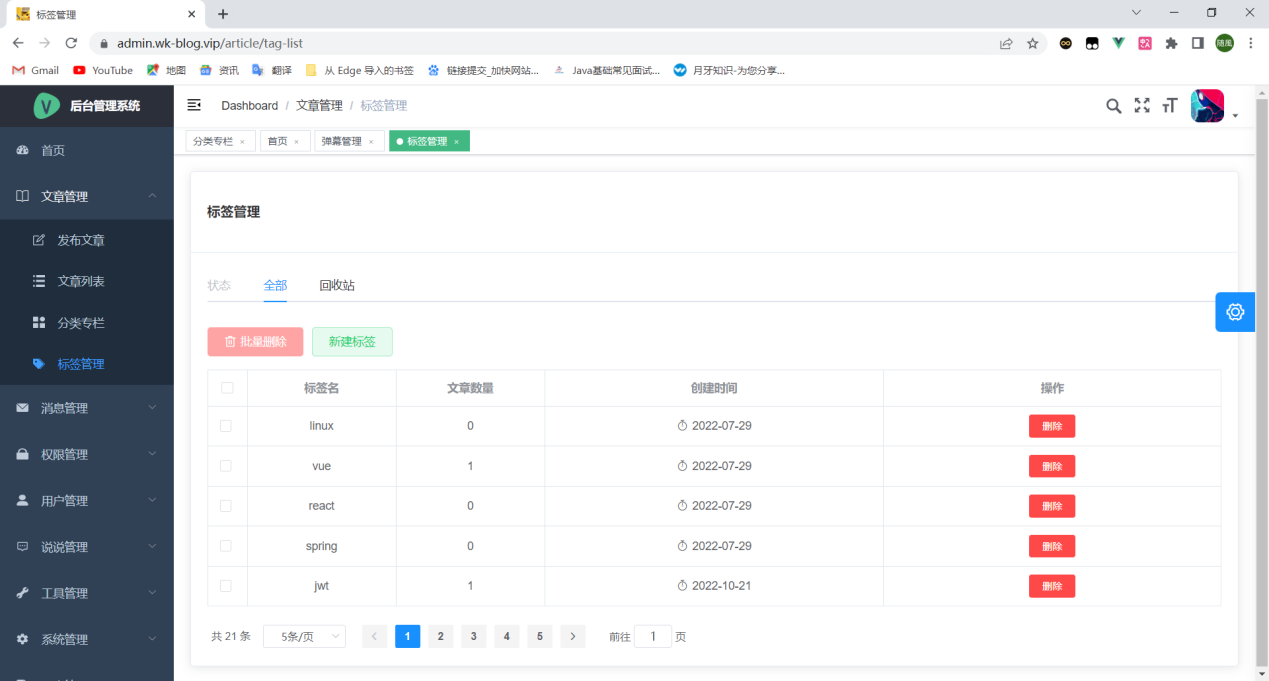 标签管理
admin.wk-blog.vip/article/tag-list
Gmail YouTube 地图 资讯 翻译 从 Edge 导入的书签 链接提交_加快网站... Java基础常见面试... 月牙知识-为您分享...
后台管理系统
Dashboard / 文章管理 / 标签管理
分类专栏 × 首页 × 弹幕管理 × 标签管理 ×
首页
文章管理
发布文章
文章列表
分类专栏
标签管理
消息管理
权限管理
用户管理
说说管理
工具管理
系统管理
标签管理
状态 全部 回收站
批量删除 新建标签
标签名 文章数量 创建时间 操作
linux 0 2022-07-29 删除
vue 1 2022-07-29 删除
react 0 2022-07-29 删除
spring 0 2022-07-29 删除
jwt 1 2022-10-21 删除
共 21 条 5条/页 1 2 3 4 5 前往 1 页